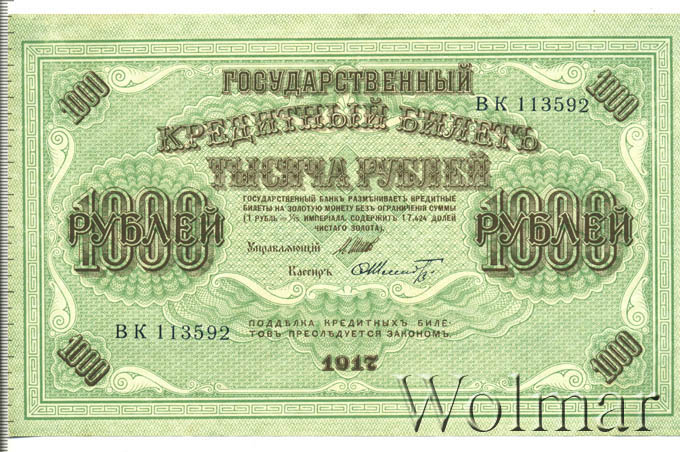 1000
1000
ГОСУДАРСТВЕННЫЙ
ВК 113592
КРЕДИТНЫЙ БИЛЕТЪ
ТЫСЯЧА РУБЛЕЙ
ГОСУДАРСТВЕННЫЙ БАНКЪ РАЗМѢНИВАЕТЪ КРЕДИТНЫЕ
БИЛЕТЫ НА ЗОЛОТУЮ МОНЕТУ БЕЗЪ ОГРАНИЧЕНІЯ СУММЫ
(1 РУБЛЬ = 1/15 ИМПЕРІАЛА, СОДЕРЖИТЪ 17,424 ДОЛЕЙ
ЧИСТАГО ЗОЛОТА).
1000 РУБЛЕЙ
1000 РУБЛЕЙ
Управляющій
Кассиръ
ВК 113592
ПОДДѢЛКА КРЕДИТНЫХЪ БИЛЕ-
ТОВЪ ПРЕСЛѢДУЕТСЯ ЗАКОНОМЪ.
1917
1000
1000
Wolmar